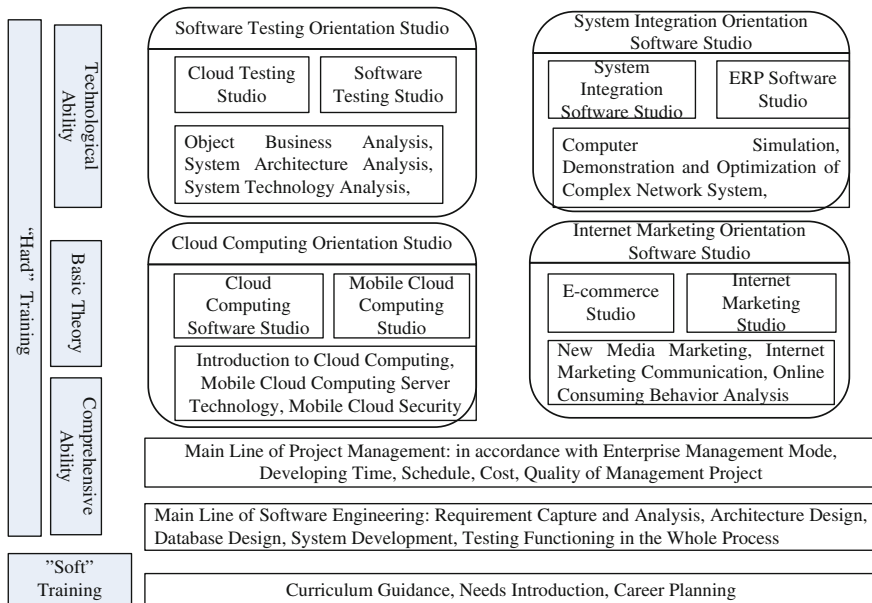 "Hard" Training
Technological
Ability
Basic Theory
Comprehensive
Ability
"Soft"
Training
Software Testing Orientation Studio
Cloud Testing
Studio
Software
Testing Studio
Object Business Analysis,
System Architecture Analysis,
System Technology Analysis,
System Integration Orientation
Software Studio
System
Integration
Software Studio
ERP Software
Studio
Computer Simulation,
Demonstration and Optimization of
Complex Network System,
Cloud Computing Orientation Studio
Cloud
Computing
Software Studio
Mobile Cloud
Computing
Studio
Introduction to Cloud Computing,
Mobile Cloud Computing Server
Technology, Mobile Cloud Security
Internet Marketing Orientation
Software Studio
E-commerce
Studio
Internet
Marketing
Studio
New Media Marketing, Internet
Marketing Communication, Online
Consuming Behavior Analysis
Main Line of Project Management: in accordance with Enterprise Management Mode,
Developing Time, Schedule, Cost, Quality of Management Project
Main Line of Software Engineering: Requirement Capture and Analysis, Architecture Design,
Database Design, System Development, Testing Functioning in the Whole Process
Curriculum Guidance, Needs Introduction, Career Planning